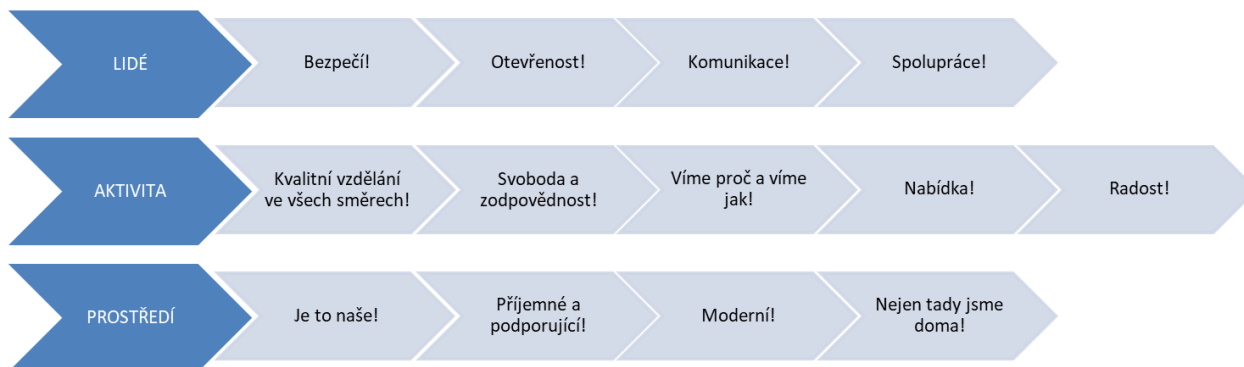 LIDÉ
Bezpečí!
Otevřenost!
Komunikace!
Spolupráce!
AKTIVITA
Kvalitní vzdělání
ve všech směrech!
Svoboda a
zodpovědnost!
Víme proč a víme
jak!
Nabídka!
Radost!
PROSTŘEDÍ
Je to naše!
Příjemné a
podporující!
Moderní!
Nejen tady jsme
doma!